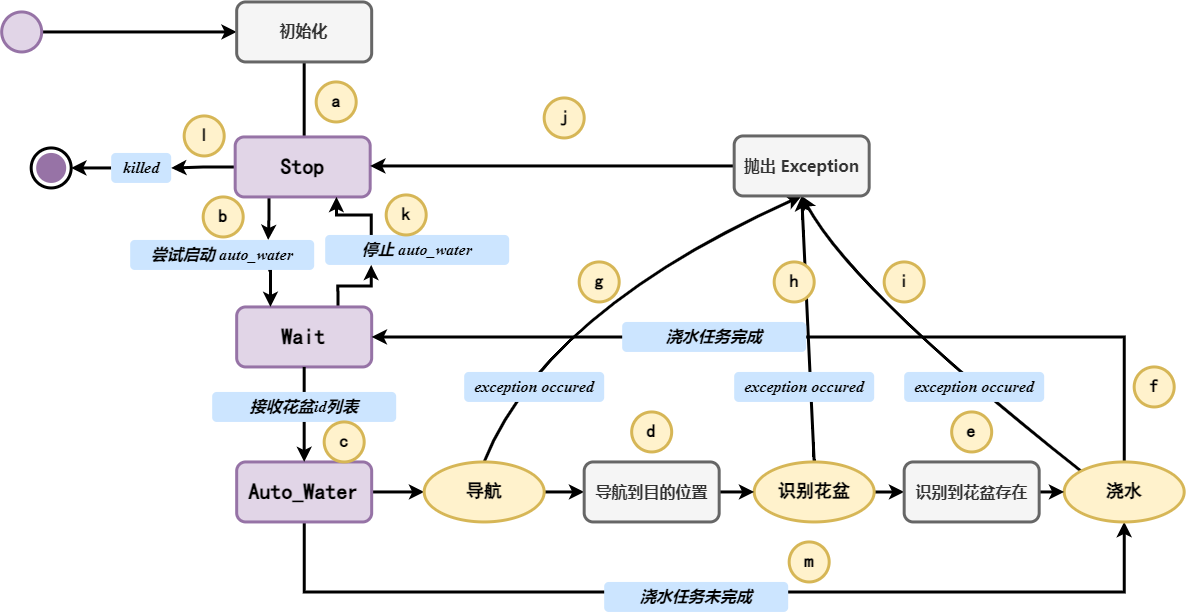 初始化
a
j
l
killed
Stop
抛出 Exception
b
k
尝试启动 auto_water
停止 auto_water
g
h
i
Wait
浇水任务完成
exception occured
exception occured
exception occured
f
接收花盆id列表
c
d
e
Auto_Water
导航
导航到目的位置
识别花盆
识别到花盆存在
浇水
m
浇水任务未完成